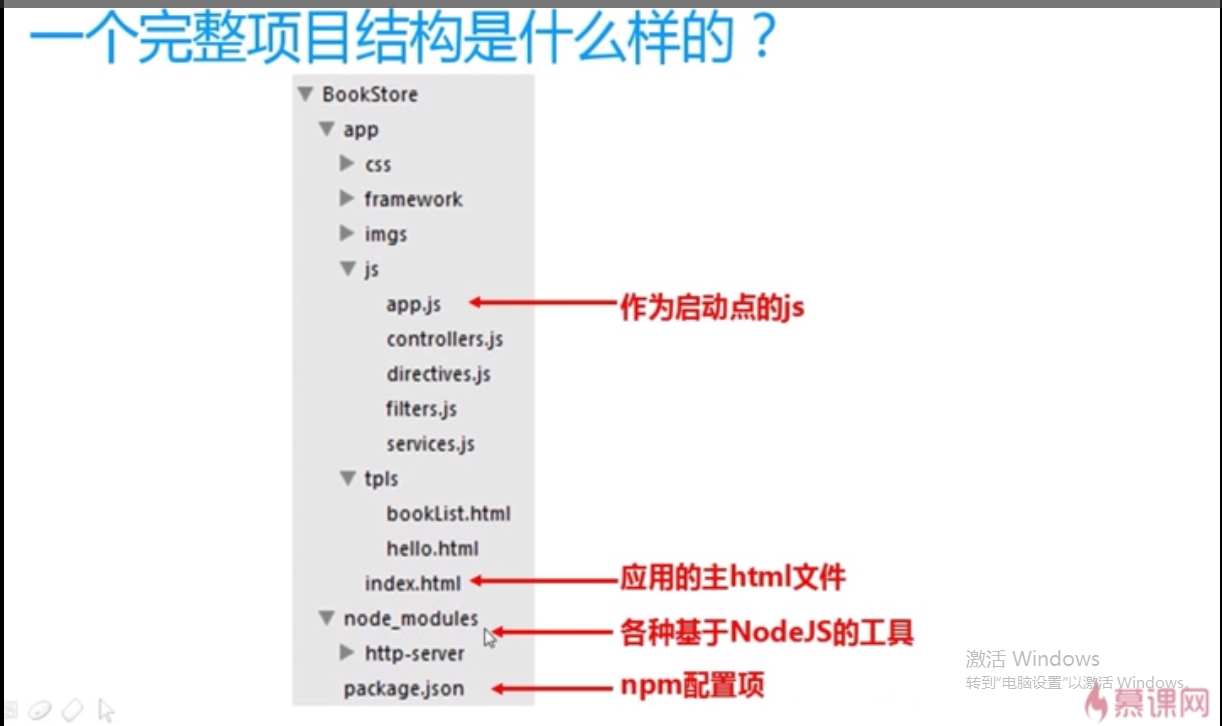 一个完整项目结构是什么样的？
BookStore
app
css
framework
imgs
js
app.js
作为启动点的js
controllers.js
directives.js
filters.js
services.js
tpls
bookList.html
hello.html
index.html
应用的主html文件
node_modules
各种基于NodeJS的工具
http-server
package.json
npm配置项
激活 Windows
转到"电脑设置"以激活 Windows。
慕课网